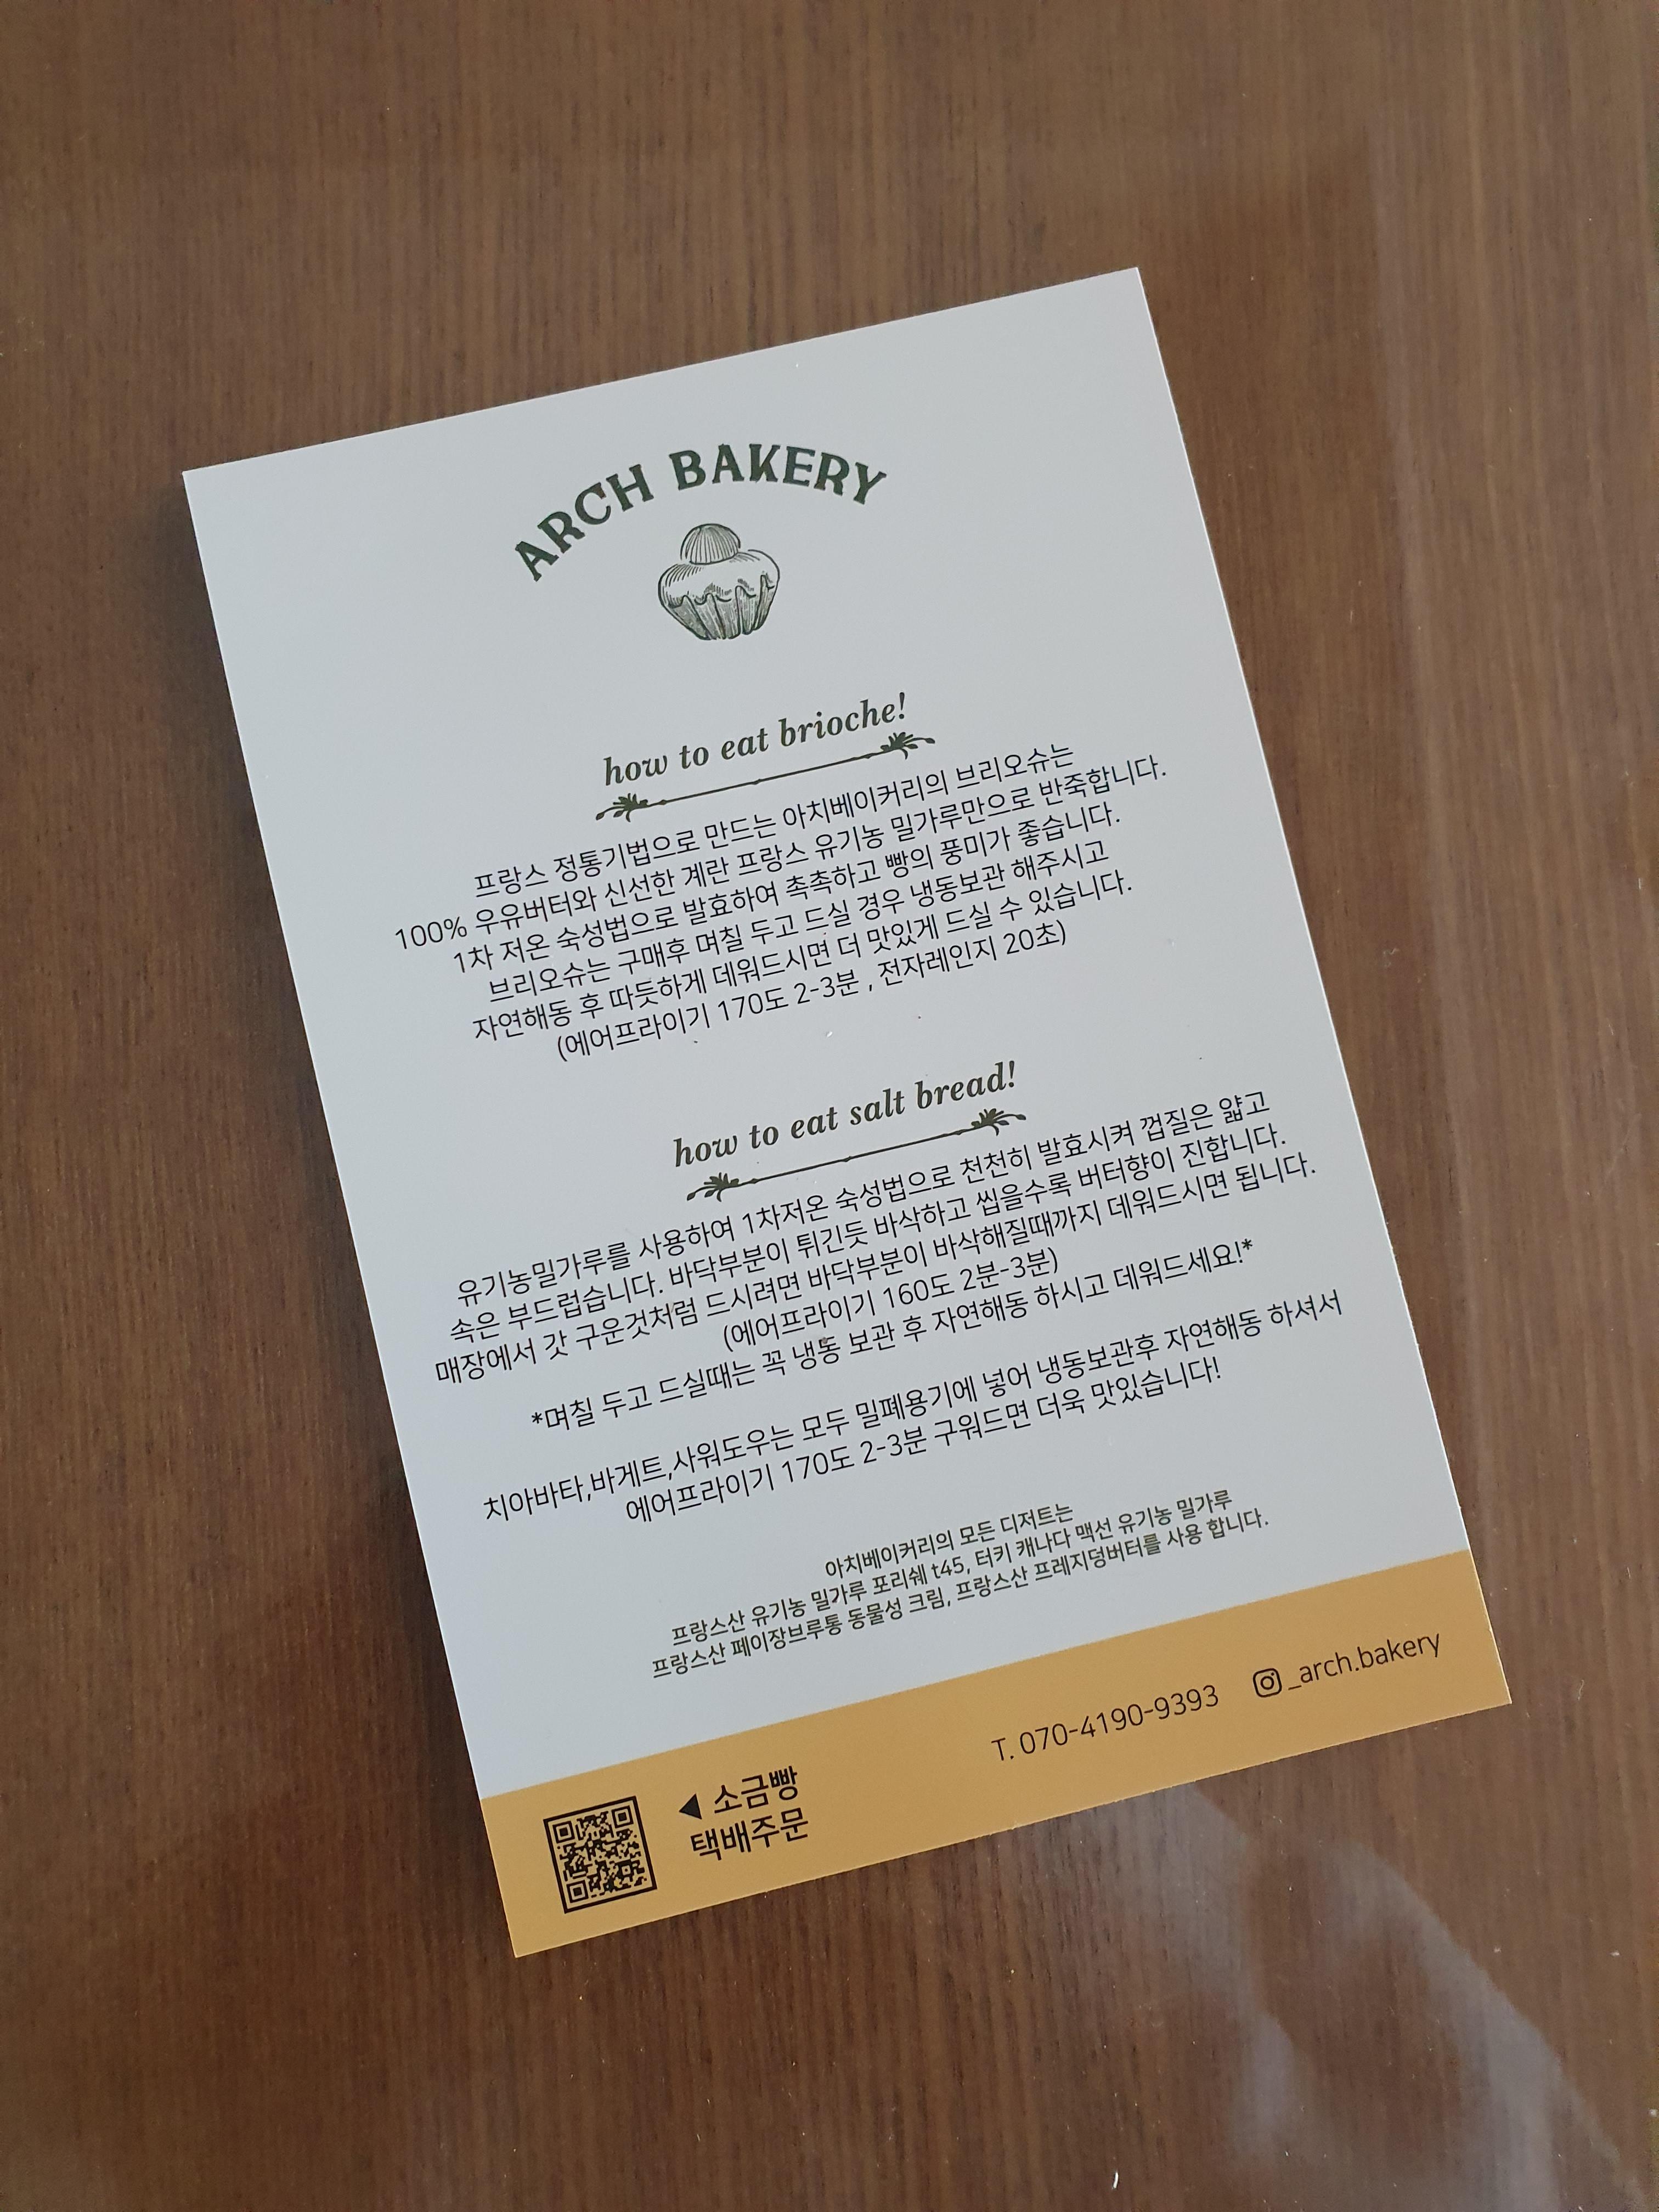 ARCH BAKERY
how to eat brioche!
프랑스 정통기법으로 만드는 아치베이커리의 브리오슈는
100% 우유버터와 신선한 계란 프랑스 유기농 밀가루만으로 반죽합니다.
1차 저온 숙성법으로 발효하여 촉촉하고 빵의 풍미가 좋습니다.
브리오슈는 구매후 며칠 두고 드실 경우 냉동보관 해주시고
자연해동 후 따듯하게 데워드시면 더 맛있게 드실 수 있습니다.
(에어프라이기 170도 2-3분 , 전자레인지 20초)
how to eat salt bread!
유기농밀가루를 사용하여 1차저온 숙성법으로 천천히 발효시켜 껍질은 얇고
속은 부드럽습니다. 바닥부분이 튀긴듯 바삭하고 씹을수록 버터향이 진합니다.
매장에서 갓 구운것처럼 드시려면 바닥부분이 바삭해질때까지 데워드시면 됩니다.
(에어프라이기 160도 2분-3분)
*며칠 두고 드실때는 꼭 냉동 보관 후 자연해동 하시고 데워드세요!*
치아바타,바게트,사워도우는 모두 밀폐용기에 넣어 냉동보관후 자연해동 하셔서
에어프라이기 170도 2-3분 구워드면 더욱 맛있습니다!
아치베이커리의 모든 디저트는
프랑스산 유기농 밀가루 포리쉐 t45, 터키 캐나다 맥선 유기농 밀가루
프랑스산 페이장브루통 동물성 크림, 프랑스산 프레지덩버터를 사용 합니다.
T. 070-4190-9393 _arch.bakery
◀ 소금빵
택배주문